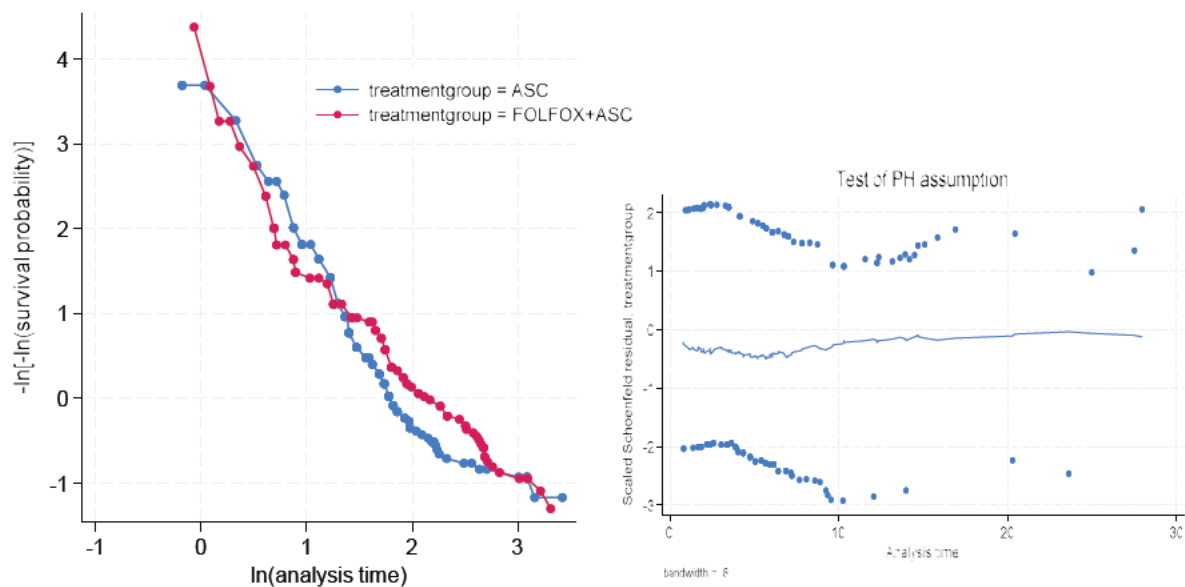 4
3
2
1
0
-1
-1
0
1
2
3
-ln[-ln(survival probability)]
ln(analysis time)
treatmentgroup = ASC
treatmentgroup = FOLFOX+ASC
Test of PH assumption
Scaled Schoenfeld residual, treatmentgroup
2
1
0
-1
-2
-3
0
10
20
30
Analysis time
bandwidth = .8